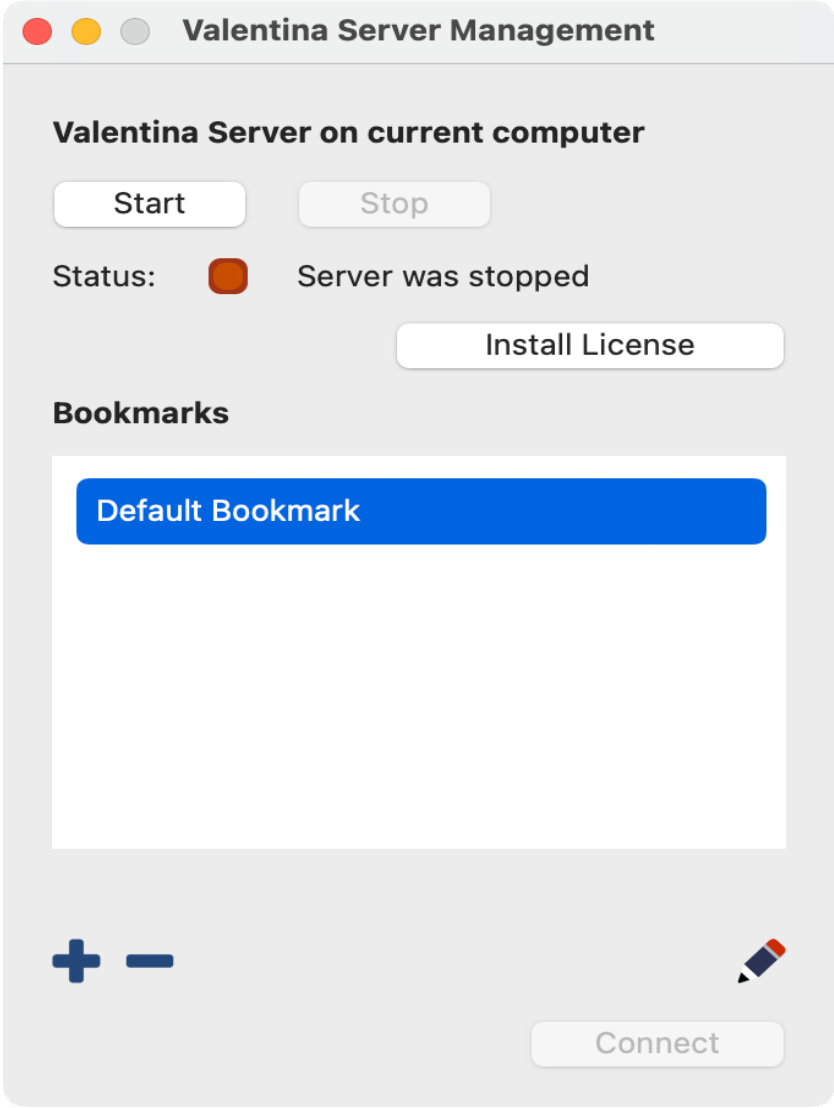 Valentina Server Management
Valentina Server on current computer
Start Stop
Status: Server was stopped
Install License
Bookmarks
Default Bookmark
Connect